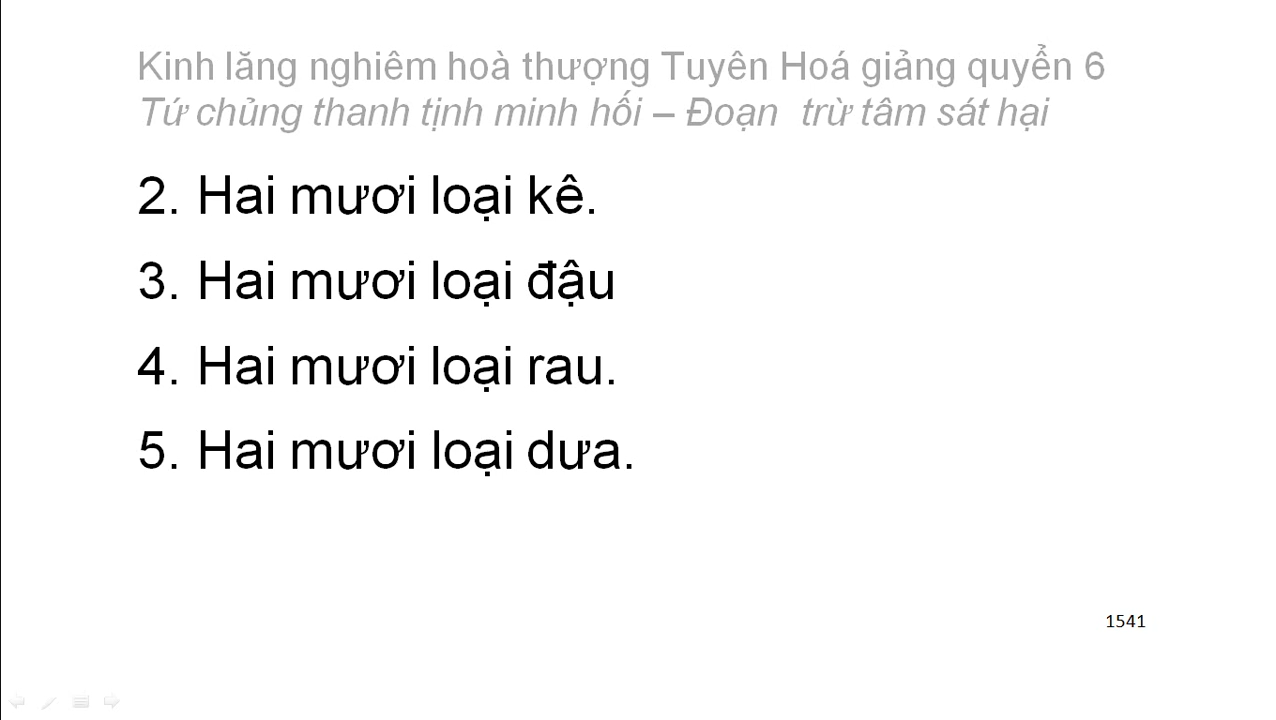 Kinh lăng nghiêm hoà thượng Tuyên Hoá giảng quyển 6
Tứ chủng thanh tịnh minh hối – Đoạn trừ tâm sát hại
2. Hai mươi loại kê.
3. Hai mươi loại đậu
4. Hai mươi loại rau.
5. Hai mươi loại dưa.
1541